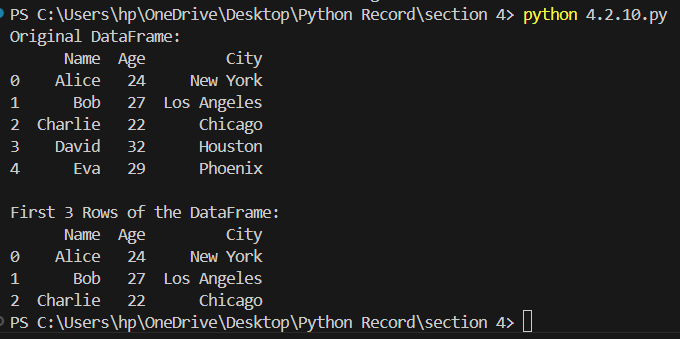 PS C:\Users\hp\OneDrive\Desktop\Python Record\section 4> python 4.2.10.py
Original DataFrame:
      Name  Age         City
0    Alice   24     New York
1      Bob   27  Los Angeles
2  Charlie   22      Chicago
3    David   32      Houston
4      Eva   29      Phoenix

First 3 Rows of the DataFrame:
      Name  Age         City
0    Alice   24     New York
1      Bob   27  Los Angeles
2  Charlie   22      Chicago
PS C:\Users\hp\OneDrive\Desktop\Python Record\section 4>